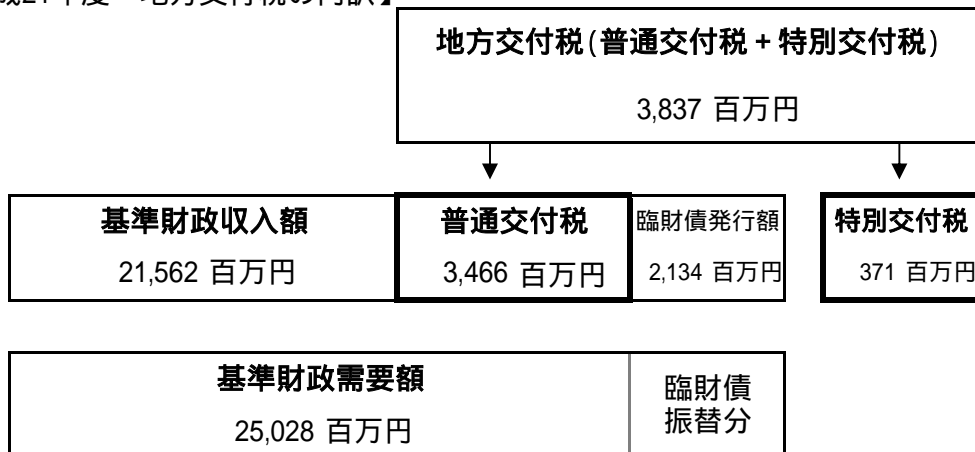 地方交付税(普通交付税+特別交付税)
3,837 百万円
基準財政収入額
21,562 百万円
普通交付税
3,466 百万円
臨財債発行額
2,134 百万円
特別交付税
371 百万円
基準財政需要額
25,028 百万円
臨財債
振替分